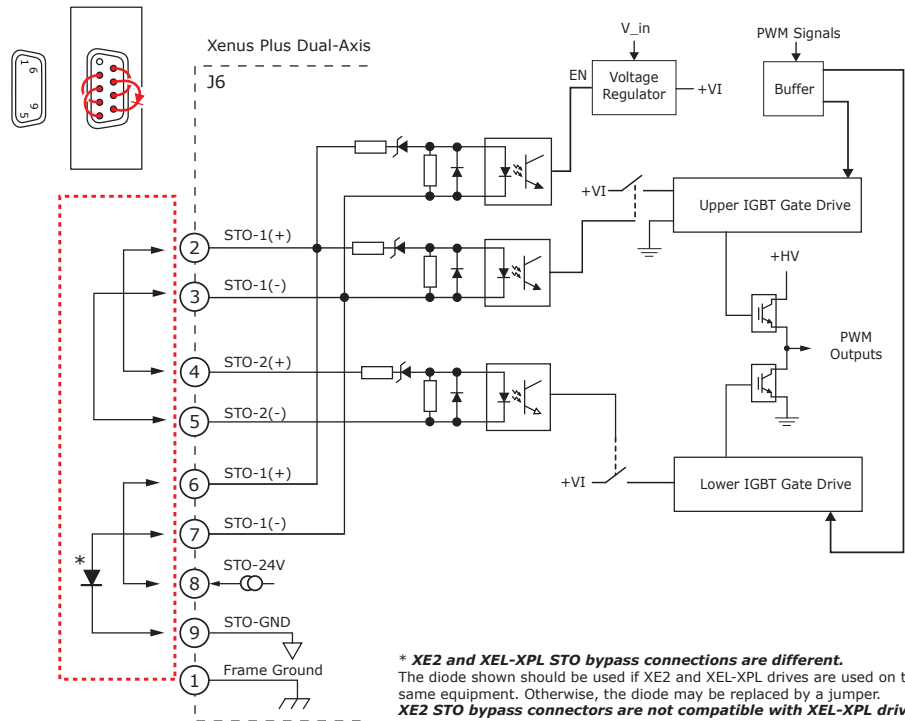 1
6
9
5
Xenus Plus Dual-Axis
J6
V_in
PWM Signals
EN
Voltage
Regulator
+VI
Buffer
+VI
Upper IGBT Gate Drive
+HV
PWM
Outputs
2 STO-1(+)
3 STO-1(-)
4 STO-2(+)
5 STO-2(-)
6 STO-1(+)
7 STO-1(-)
+VI
Lower IGBT Gate Drive
*
8 STO-24V
9 STO-GND
1 Frame Ground
* XE2 and XEL-XPL STO bypass connections are different.
The diode shown should be used if XE2 and XEL-XPL drives are used on
same equipment. Otherwise, the diode may be replaced by a jumper.
XE2 STO bypass connectors are not compatible with XEL-XPL